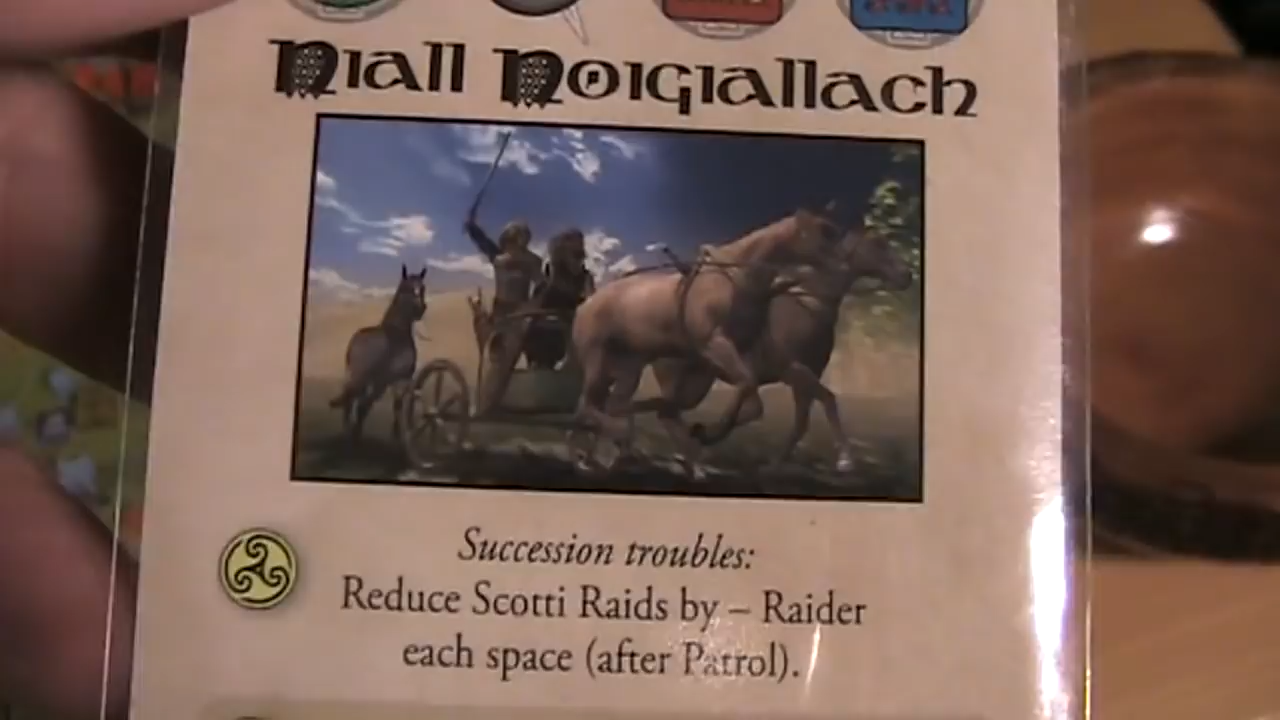 Niall Noigiallach
Succession troubles:
Reduce Scotti Raids by – Raider
each space (after Patrol).